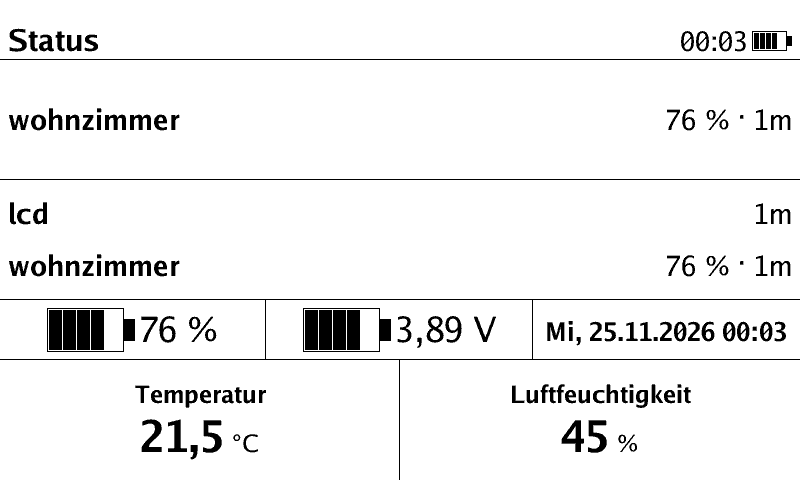 Status 00:03
wohnzimmer 76 % · 1m
lcd 1m
wohnzimmer 76 % · 1m
76 % 3,89 V Mi, 25.11.2026 00:03
Temperatur Luftfeuchtigkeit
21,5 °C 45 %